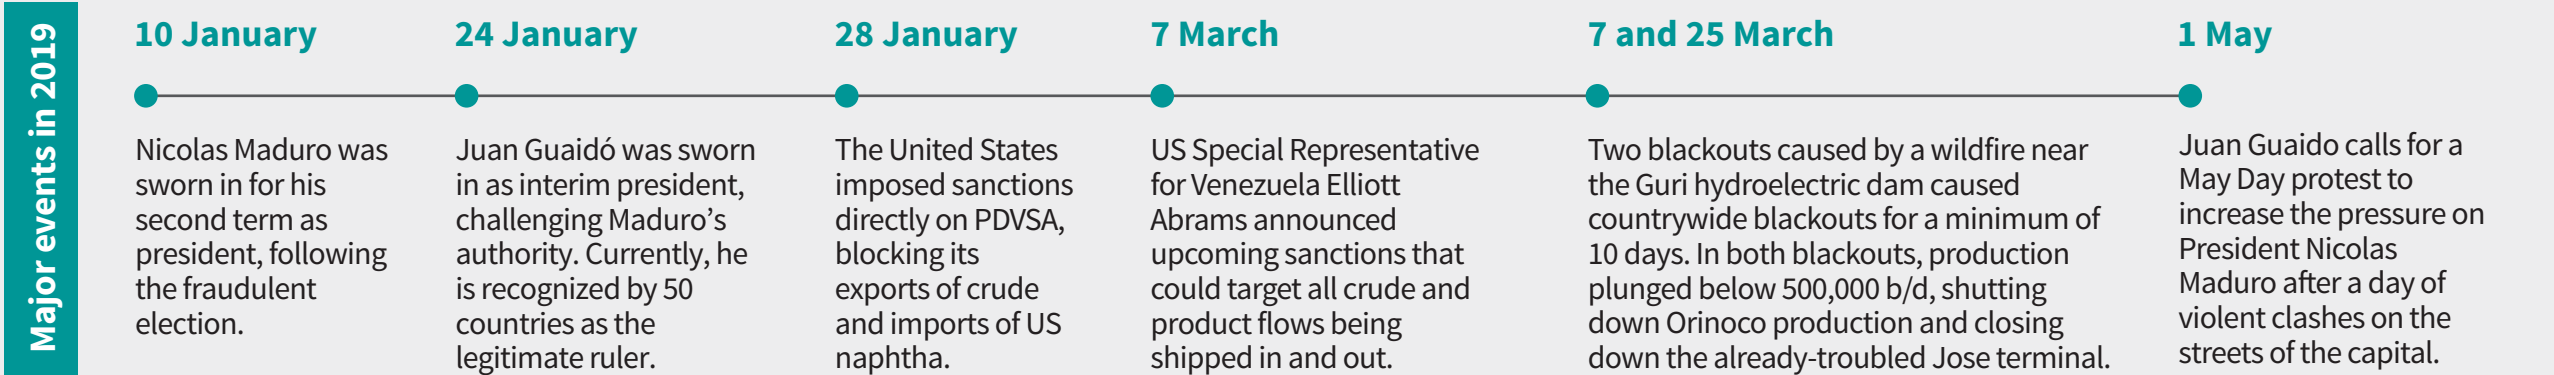 Major events in 2019
10 January
Nicolas Maduro was
sworn in for his
second term as
president, following
the fraudulent
election.
24 January
Juan Guaidó was sworn
in as interim president,
challenging Maduro’s
authority. Currently, he
is recognized by 50
countries as the
legitimate ruler.
28 January
The United States
imposed sanctions
directly on PDVSA,
blocking its
exports of crude
and imports of US
naphtha.
7 March
US Special Representative
for Venezuela Elliott
Abrams announced
upcoming sanctions that
could target all crude and
product flows being
shipped in and out.
7 and 25 March
Two blackouts caused by a wildfire near
the Guri hydroelectric dam caused
countrywide blackouts for a minimum of
10 days. In both blackouts, production
plunged below 500,000 b/d, shutting
down Orinoco production and closing
down the already-troubled Jose terminal.
1 May
Juan Guaido calls for a
May Day protest to
increase the pressure on
President Nicolas
Maduro after a day of
violent clashes on the
streets of the capital.